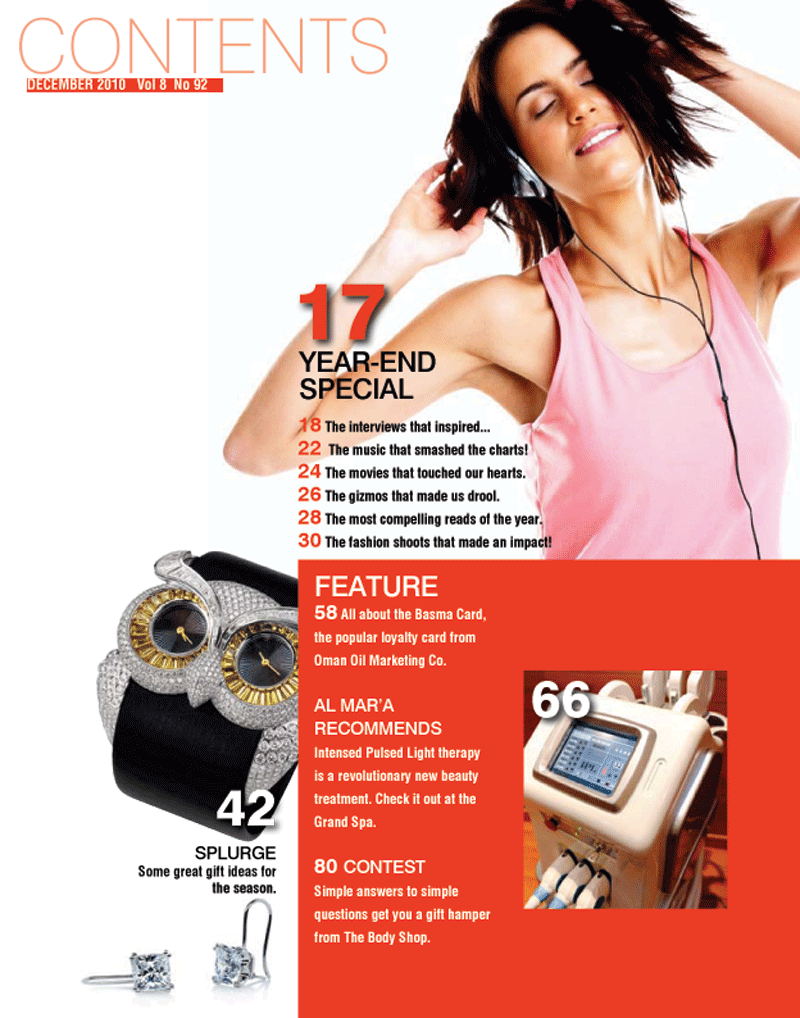 CONTENTS
DECEMBER 2010 Vol 8 No 92
17
YEAR-END
SPECIAL
18 The interviews that inspired...
22 The music that smashed the charts!
24 The movies that touched our hearts.
26 The gizmos that made us drool.
28 The most compelling reads of the year.
30 The fashion shoots that made an impact!
FEATURE
58 All about the Basma Card,
the popular loyalty card from
Oman Oil Marketing Co.
AL MAR'A
RECOMMENDS
Intensed Pulsed Light therapy
is a revolutionary new beauty
treatment. Check it out at the
Grand Spa.
80 CONTEST
Simple answers to simple
questions get you a gift hamper
from The Body Shop.
66
42
SPLURGE
Some great gift ideas for
the season.